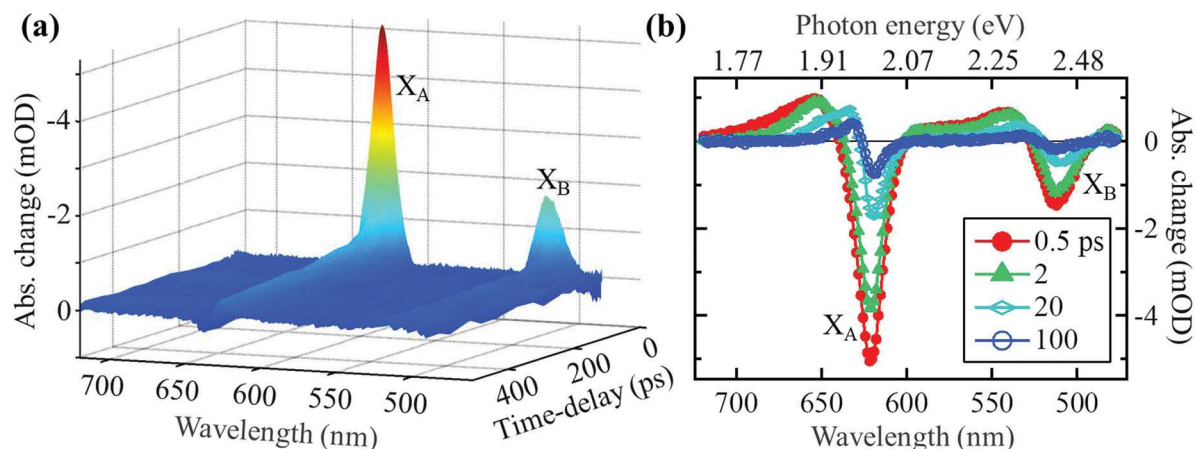 (a)
Abs. change (mOD)
-4
-2
0
X_A
X_B
700
650
600
550
500
Wavelength (nm)
400
200
0
Time-delay (ps)
(b)
Photon energy (eV)
1.77 1.91 2.07 2.25 2.48
0
-2
-4
Abs. change (mOD)
X_A
X_B
0.5 ps
2
20
100
700 650 600 550 500
Wavelength (nm)